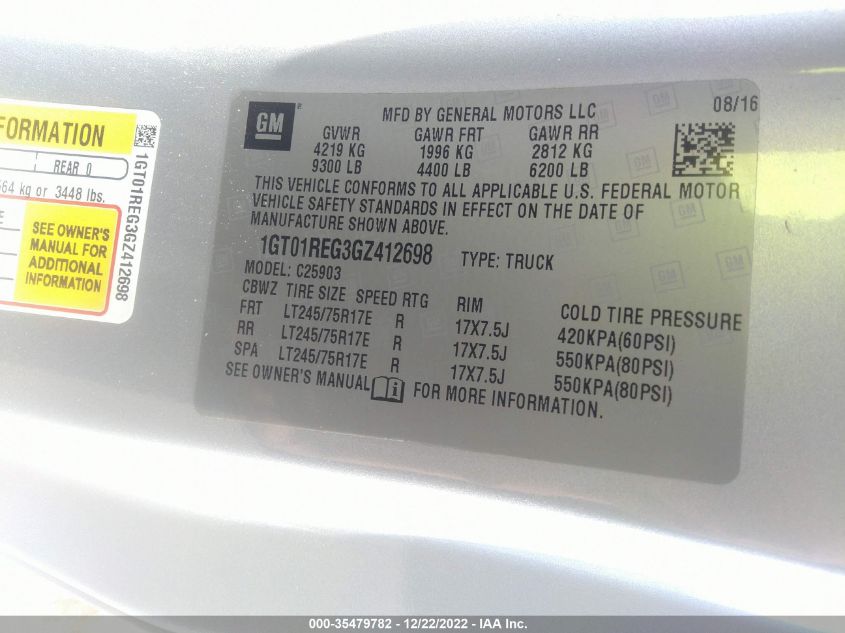 FORMATION
REAR 0
564 kg or 3448 lbs.
SEE OWNER'S
MANUAL FOR
ADDITIONAL
INFORMATION
1GT01REG3GZ412698
GM
MFD BY GENERAL MOTORS LLC 08/16
GVWR GAWR FRT GAWR RR
4219 KG 1996 KG 2812 KG
9300 LB 4400 LB 6200 LB
THIS VEHICLE CONFORMS TO ALL APPLICABLE U.S. FEDERAL MOTOR
VEHICLE SAFETY STANDARDS IN EFFECT ON THE DATE OF
MANUFACTURE SHOWN ABOVE.
1GT01REG3GZ412698 TYPE: TRUCK
MODEL: C25903
CBWZ TIRE SIZE SPEED RTG RIM COLD TIRE PRESSURE
FRT LT245/75R17E R 17X7.5J 420KPA(60PSI)
RR LT245/75R17E R 17X7.5J 550KPA(80PSI)
SPA LT245/75R17E R 17X7.5J 550KPA(80PSI)
SEE OWNER'S MANUAL FOR MORE INFORMATION.
000-35479782 - 12/22/2022 - IAA Inc.